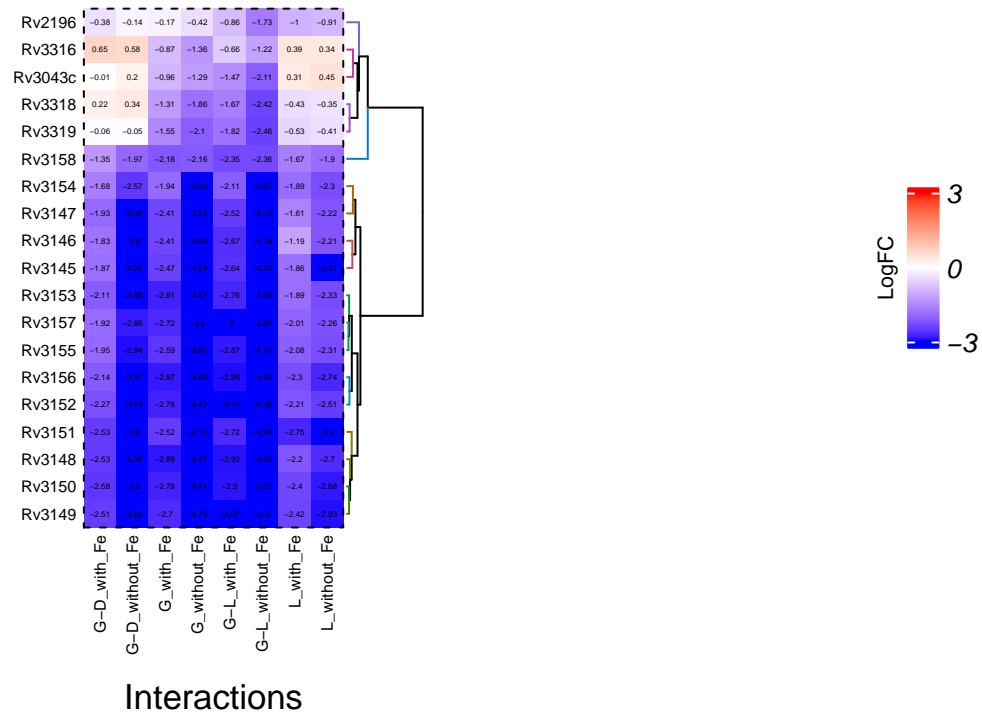 Rv2196 −0.38 −0.14 −0.17 −0.42 −0.86 −1.73 −1 −0.91
Rv3316 0.65 0.58 −0.87 −1.36 −0.66 −1.22 0.39 0.34
Rv3043c −0.01 0.2 −0.96 −1.29 −1.47 −2.11 0.31 0.45
Rv3318 0.22 0.34 −1.31 −1.86 −1.67 −2.42 −0.43 −0.35
Rv3319 −0.06 −0.05 −1.55 −2.1 −1.82 −2.46 −0.53 −0.41
Rv3158 −1.35 −1.97 −2.18 −2.16 −2.35 −2.36 −1.67 −1.9
Rv3154 −1.68 −2.57 −1.94 −2.11 −1.89 −2.3
Rv3147 −1.93 −2.41 −2.52 −1.61 −2.22
Rv3146 −1.83 −2.41 −2.67 −1.19 −2.21
Rv3145 −1.87 −2.47 −2.64 −1.86
Rv3153 −2.11 −2.81 −2.76 −1.89 −2.33
Rv3157 −1.92 −2.86 −2.72 −4.4 −3 −2.01 −2.26
Rv3155 −1.95 −2.94 −2.59 −2.87 −2.08 −2.31
Rv3156 −2.14 −2.87 −2.95 −2.3 −2.74
Rv3152 −2.27 −2.78 −2.21 −2.51
Rv3151 −2.53 −2.52 −2.72 −2.75
Rv3148 −2.53 −2.89 −2.92 −2.2 −2.7
Rv3150 −2.58 −2.78 −2.9 −2.4 −2.88
Rv3149 −2.51 −2.7 −2.42 −2.93
G−D_with_Fe
G−D_without_Fe
G_with_Fe
G_without_Fe
G−L_with_Fe
G−L_without_Fe
L_with_Fe
L_without_Fe
Interactions
LogFC
3
0
−3